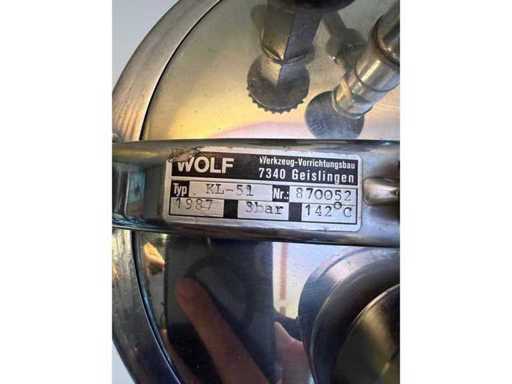 WOLF
Werkzeug-Vorrichtungsbau
7340 Geislingen
Typ KL-51 Nr.: 870052
1987 3bar 142°C